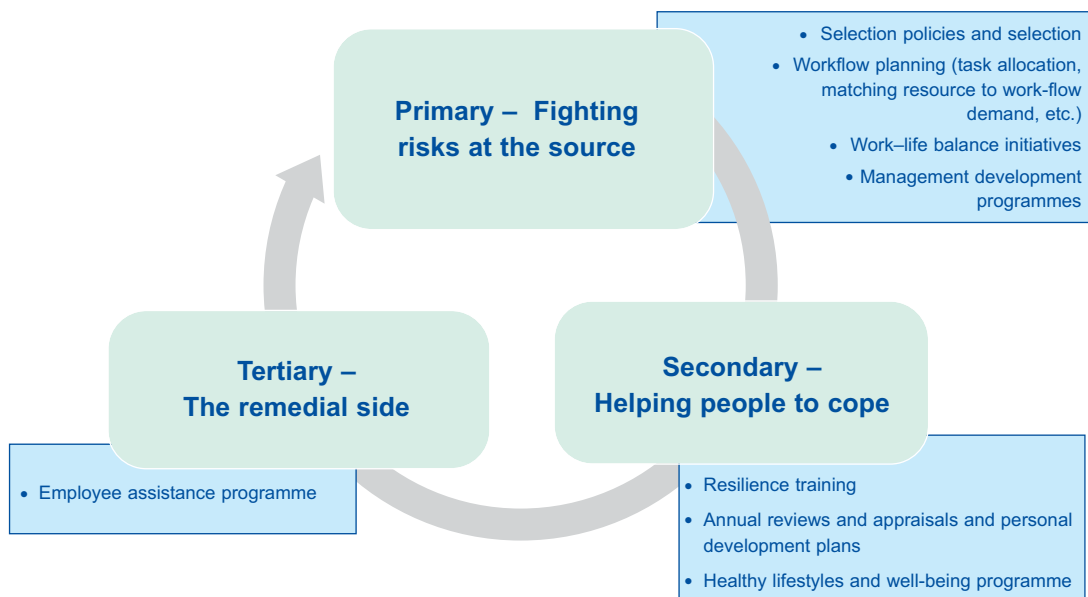 Primary –  Fighting
risks at the source
• Selection policies and selection
• Workflow planning (task allocation,
matching resource to work-flow
demand, etc.)
• Work–life balance initiatives
• Management development
programmes
Secondary –
Helping people to cope
• Resilience training
• Annual reviews and appraisals and personal
development plans
• Healthy lifestyles and well-being programme
Tertiary –
The remedial side
• Employee assistance programme